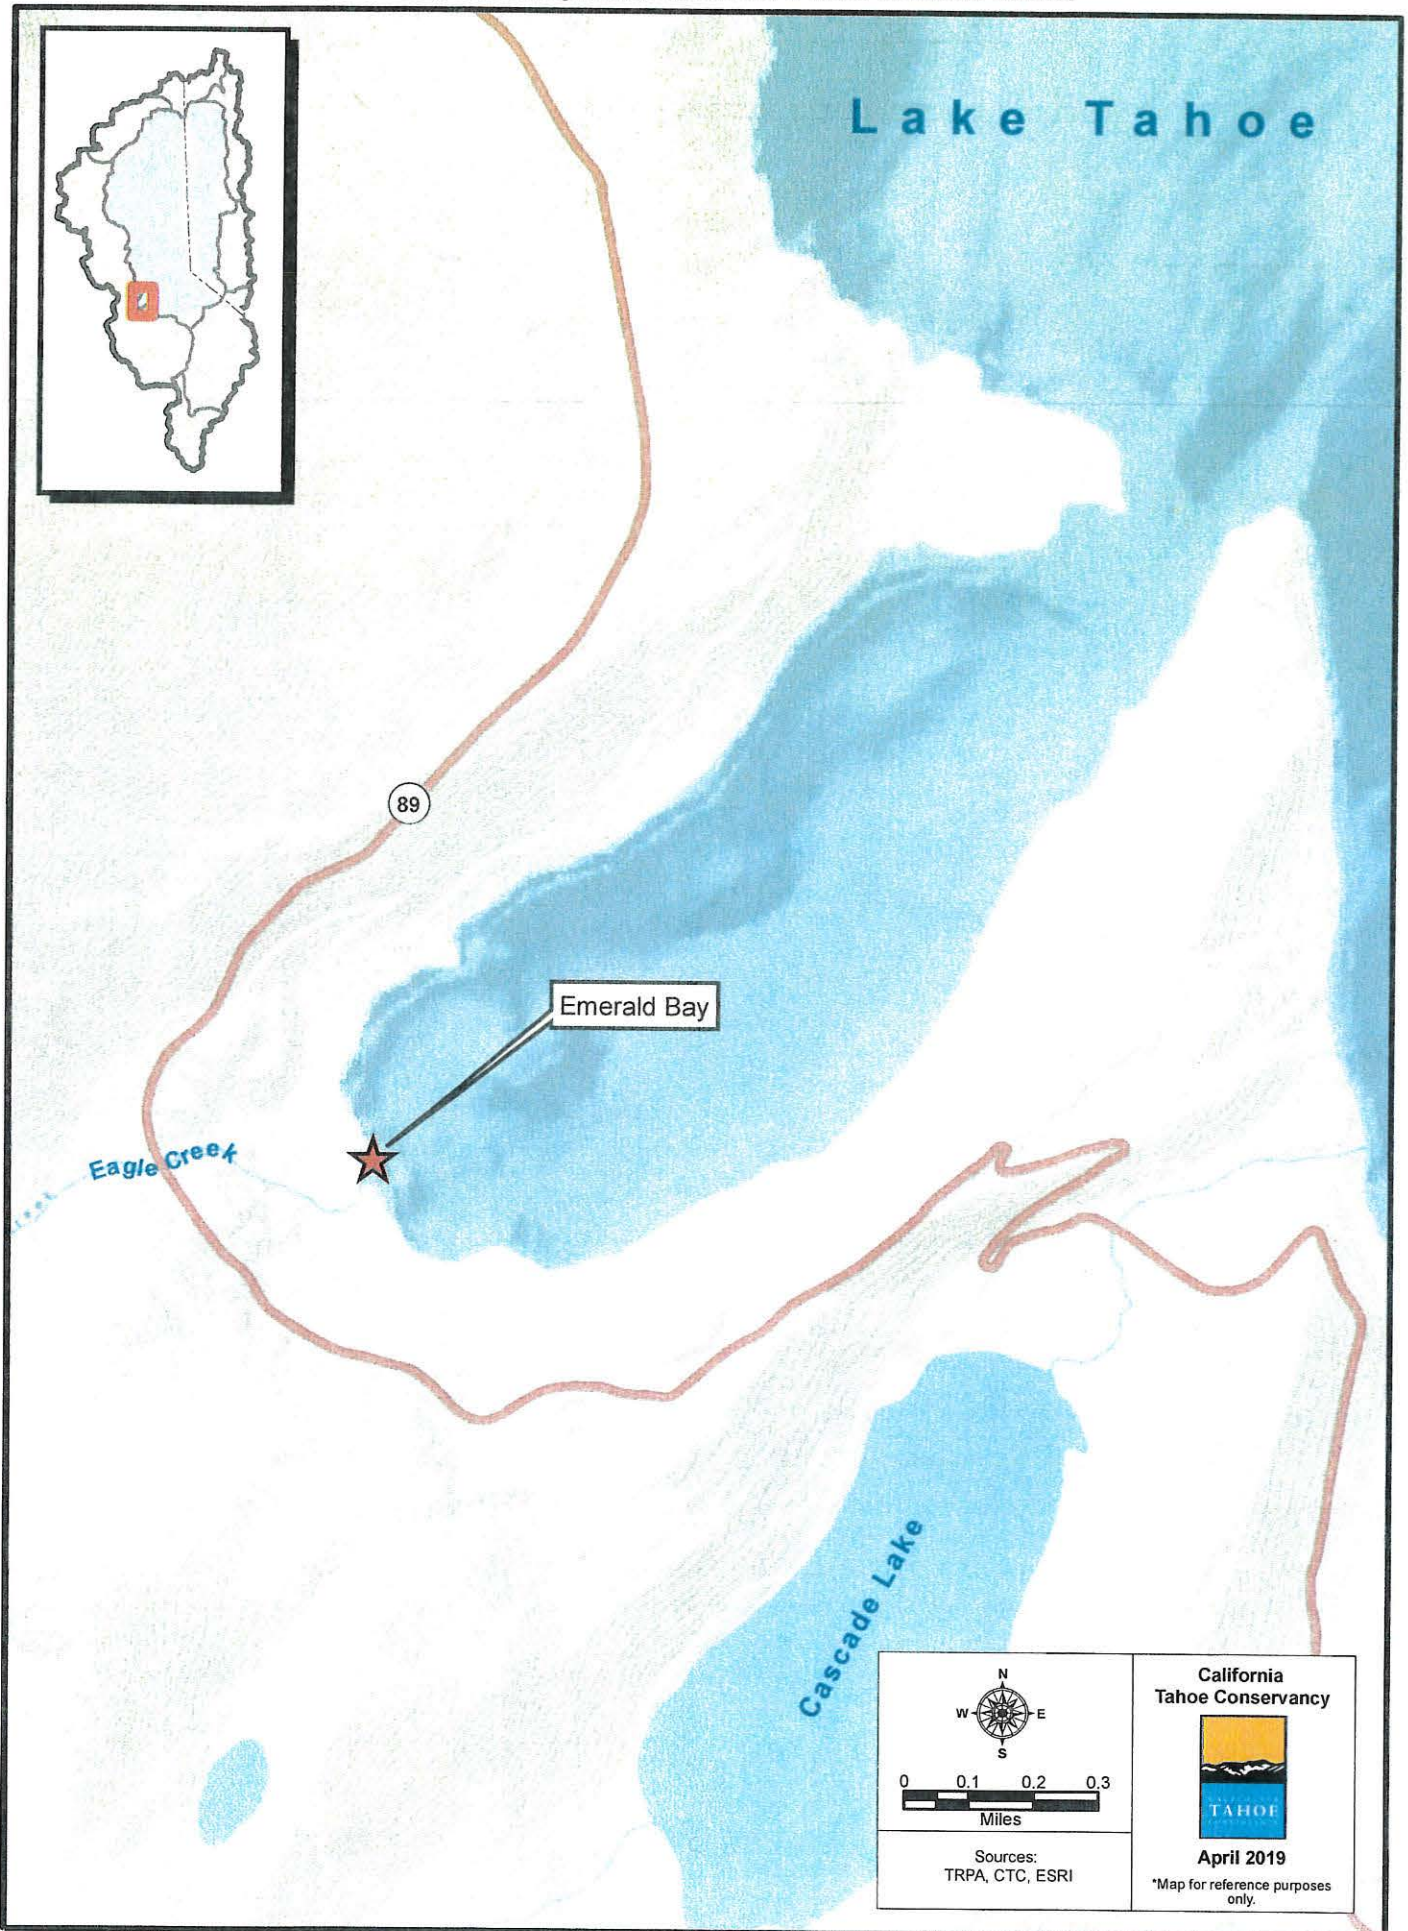 Lake Tahoe
89
Emerald Bay
Eagle Creek
Cascade Lake
N
W E
S
0 0.1 0.2 0.3
Miles
Sources:
TRPA, CTC, ESRI
California
Tahoe Conservancy
TAHOE
April 2019
*Map for reference purposes
only.